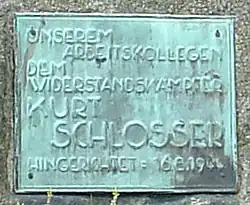 UNSEREM
ARBEITSKOLLEGEN
DEM
WIDERSTANDSKÄMPFER
KURT
SCHLOSSER
HINGERICHTET: 16.8.1944